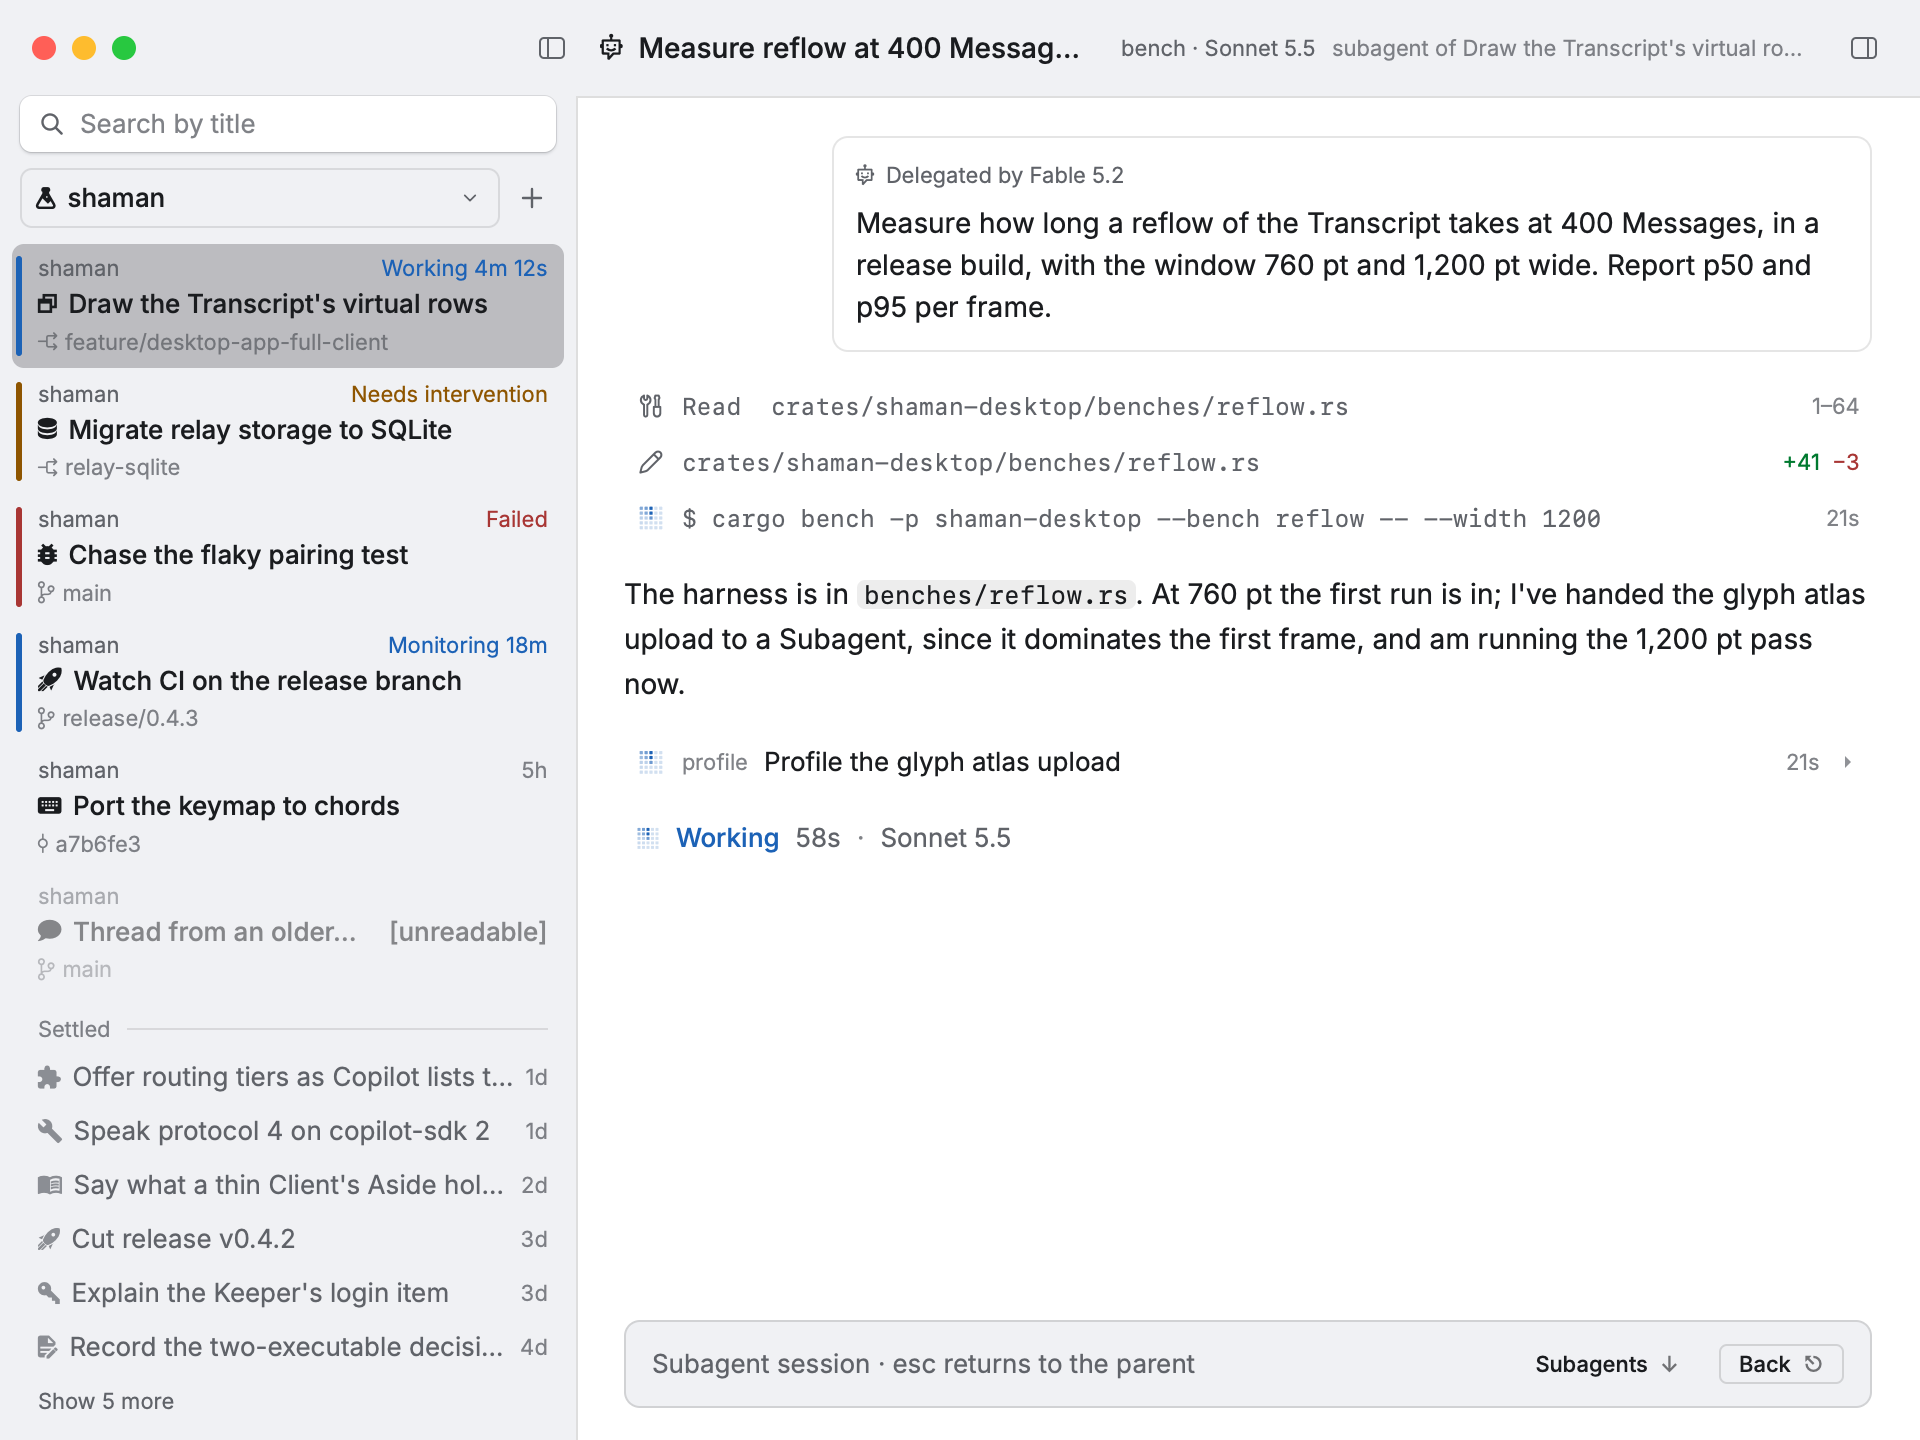 Measure reflow at 400 Messag...
bench · Sonnet 5.5
subagent of Draw the Transcript's virtual ro...
Search by title
shaman
shaman
Working 4m 12s
Draw the Transcript's virtual rows
feature/desktop-app-full-client
shaman
Needs intervention
Migrate relay storage to SQLite
relay-sqlite
shaman
Failed
Chase the flaky pairing test
main
shaman
Monitoring 18m
Watch CI on the release branch
release/0.4.3
shaman
5h
Port the keymap to chords
a7b6fe3
shaman
Thread from an older... [unreadable]
main
Settled
Offer routing tiers as Copilot lists t... 1d
Speak protocol 4 on copilot-sdk 2 1d
Say what a thin Client's Aside hol... 2d
Cut release v0.4.2 3d
Explain the Keeper's login item 3d
Record the two-executable decisi... 4d
Show 5 more
Delegated by Fable 5.2
Measure how long a reflow of the Transcript takes at 400 Messages, in a
release build, with the window 760 pt and 1,200 pt wide. Report p50 and
p95 per frame.
Read crates/shaman-desktop/benches/reflow.rs 1–64
crates/shaman-desktop/benches/reflow.rs +41 −3
$ cargo bench -p shaman-desktop --bench reflow -- --width 1200 21s
The harness is in benches/reflow.rs. At 760 pt the first run is in; I've handed the glyph atlas
upload to a Subagent, since it dominates the first frame, and am running the 1,200 pt pass
now.
profile Profile the glyph atlas upload 21s
Working 58s · Sonnet 5.5
Subagent session · esc returns to the parent
Subagents ↓
Back